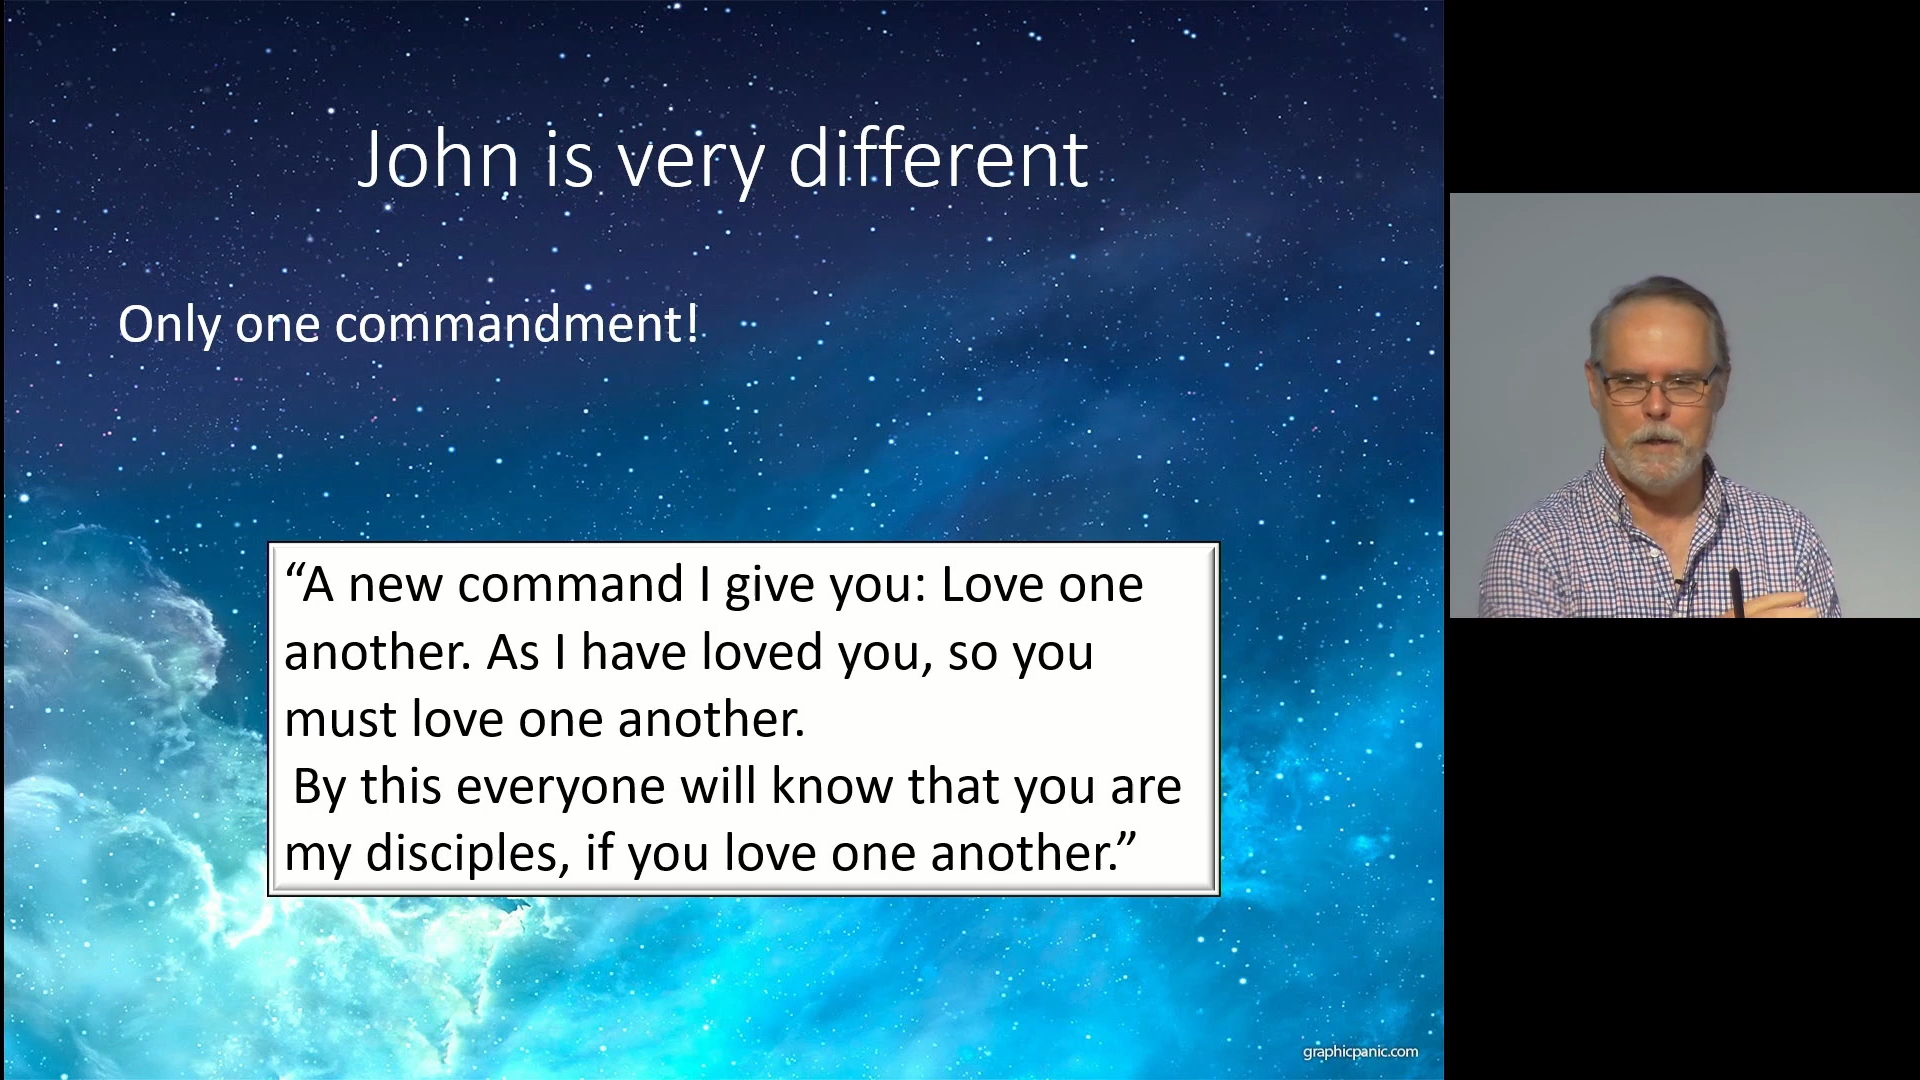 John is very different
Only one commandment!
“A new command I give you: Love one
another. As I have loved you, so you
must love one another.
By this everyone will know that you are
my disciples, if you love one another.”
graphicpanic.com